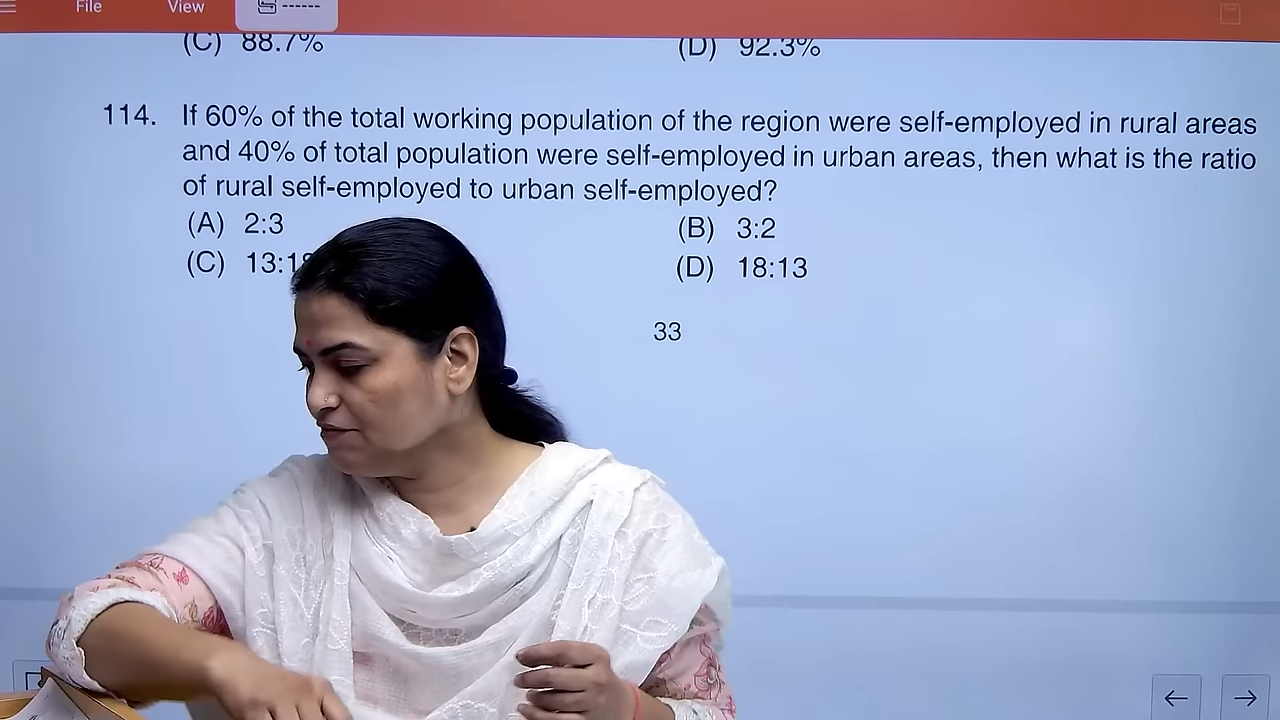 File View ------
(C) 88.7% (D) 92.3%
114. If 60% of the total working population of the region were self-employed in rural areas
and 40% of total population were self-employed in urban areas, then what is the ratio
of rural self-employed to urban self-employed?
(A) 2:3 (B) 3:2
(C) (D) 18:13
33